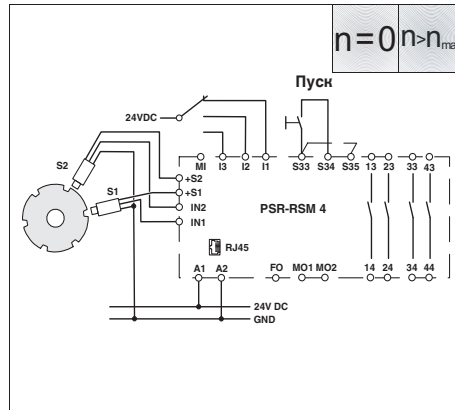 n=0 n>nma
Пуск
24VDC
MI I3 I2 I1 S33 S34 S35 13 23 33 43
S2
+S2
S1
+S1
IN2
IN1
PSR-RSM 4
RJ45
A1 A2 FO MO1 MO2 14 24 34 44
24V DC
GND